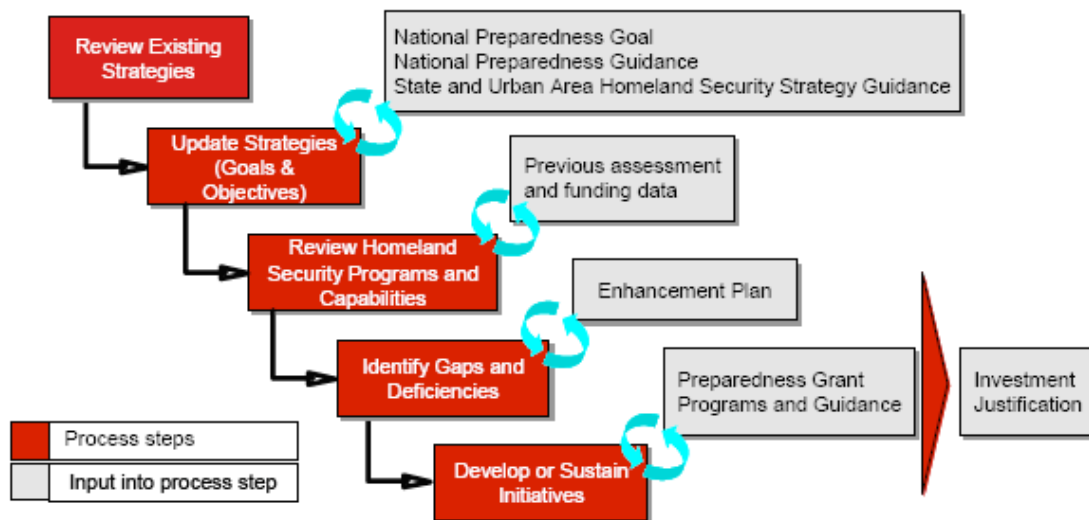 Review Existing
Strategies
National Preparedness Goal
National Preparedness Guidance
State and Urban Area Homeland Security Strategy Guidance
Update Strategies
(Goals &
Objectives)
Previous assessment
and funding data
Review Homeland
Security Programs and
Capabilities
Enhancement Plan
Identify Gaps and
Deficiencies
Preparedness Grant
Programs and Guidance
Investment
Justification
Develop or Sustain
Initiatives
Process steps
Input into process step